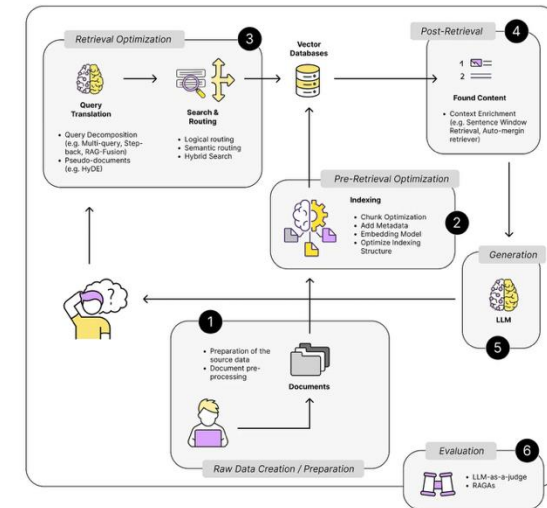 Retrieval Optimization
3
Query
Translation
• Query Decomposition
(e.g. Multi-query, Step-
back, RAG-Fusion)
• Pseudo-documents
(e.g. HyDE)
Search &
Routing
• Logical routing
• Semantic routing
• Hybrid Search
Vector
Databases
Post-Retrieval
4
1
2
Found Content
• Context Enrichment
(e.g. Sentence Window
Retrieval, Auto-mergin
retriever)
Pre-Retrieval Optimization
Indexing
• Chunk Optimization
• Add Metadata
• Embedding Model
• Optimize Indexing
Structure
2
Generation
LLM
5
?
1
• Preparation of the
source data
• Document pre-
processing
Documents
Raw Data Creation / Preparation
Evaluation
6
• LLM-as-a-judge
• RAGAs